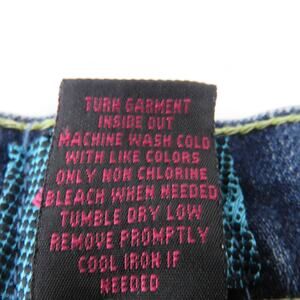 TURN GARMENT
INSIDE OUT
MACHINE WASH COLD
WITH LIKE COLORS
ONLY NON CHLORINE
BLEACH WHEN NEEDED
TUMBLE DRY LOW
REMOVE PROMPTLY
COOL IRON IF
NEEDED